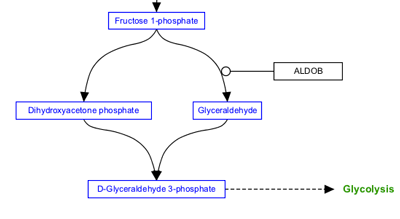 Fructose 1-phosphate
ALDOB
Dihydroxyacetone phosphate
Glyceraldehyde
D-Glyceraldehyde 3-phosphate
Glycolysis